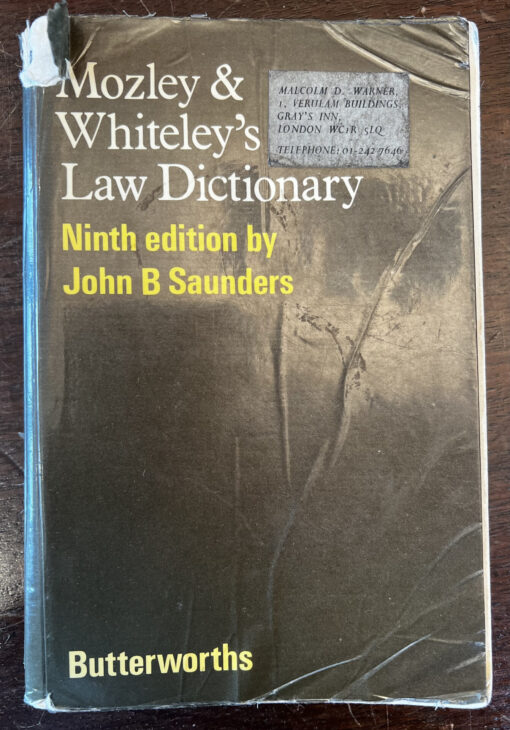 Mozley &
Whiteley's
Law Dictionary
MALCOLM D. WARNER,
1, VERULAM BUILDINGS,
GRAY'S INN,
LONDON WC1R 5LQ
TELEPHONE: 01-242 7646
Ninth edition by
John B Saunders
Butterworths